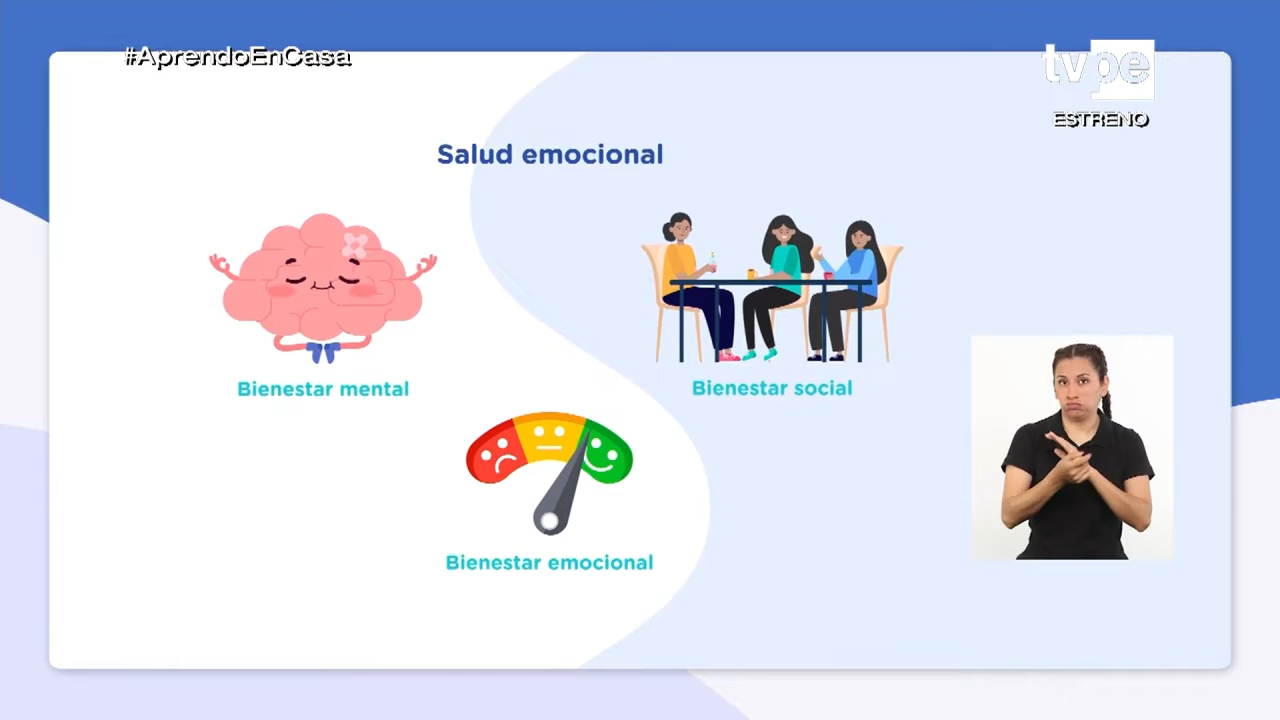 #AprendoEnCasa
tvpe
ESTRENO
Salud emocional
Bienestar mental
Bienestar social
Bienestar emocional